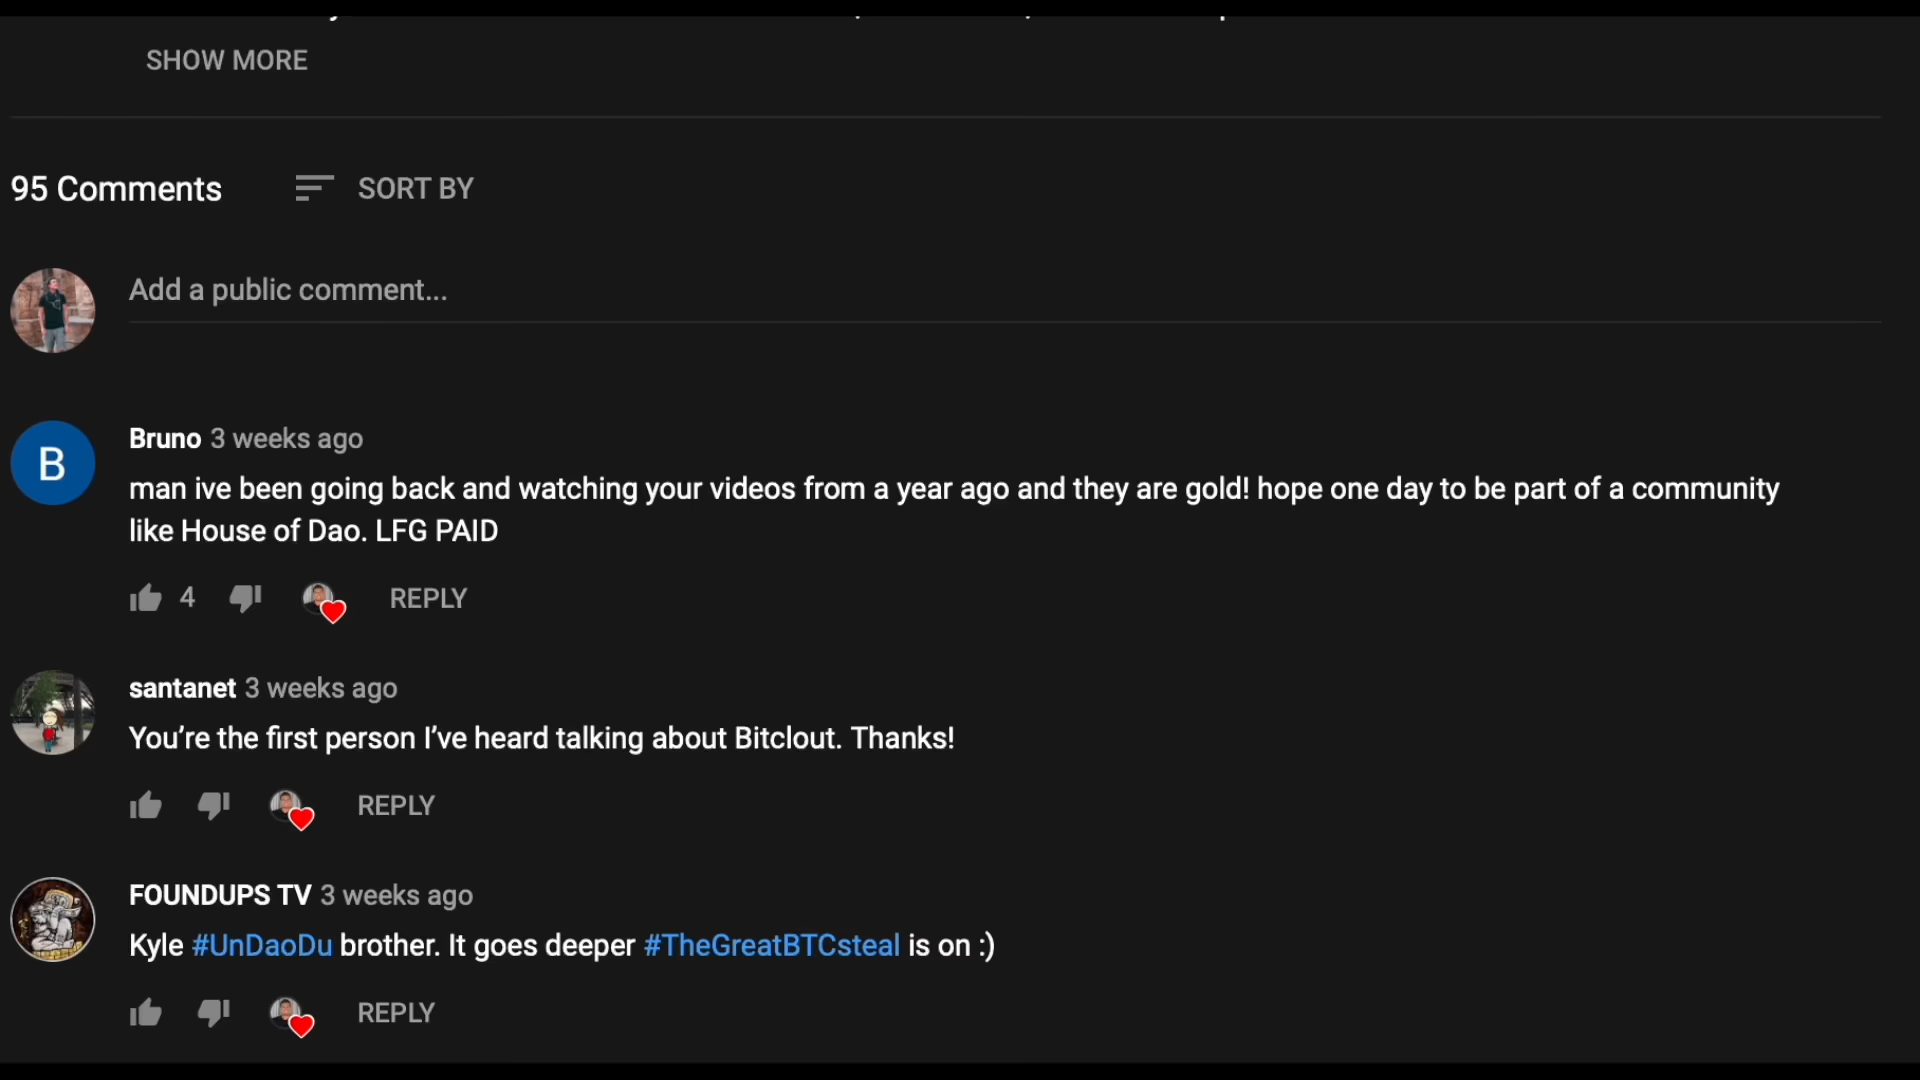 SHOW MORE
95 Comments SORT BY
Add a public comment...
B
Bruno 3 weeks ago
man ive been going back and watching your videos from a year ago and they are gold! hope one day to be part of a community
like House of Dao. LFG PAID
4 REPLY
santanet 3 weeks ago
You’re the first person I’ve heard talking about Bitclout. Thanks!
REPLY
FOUNDUPS TV 3 weeks ago
Kyle #UnDaoDu brother. It goes deeper #TheGreatBTCsteal is on :)
REPLY